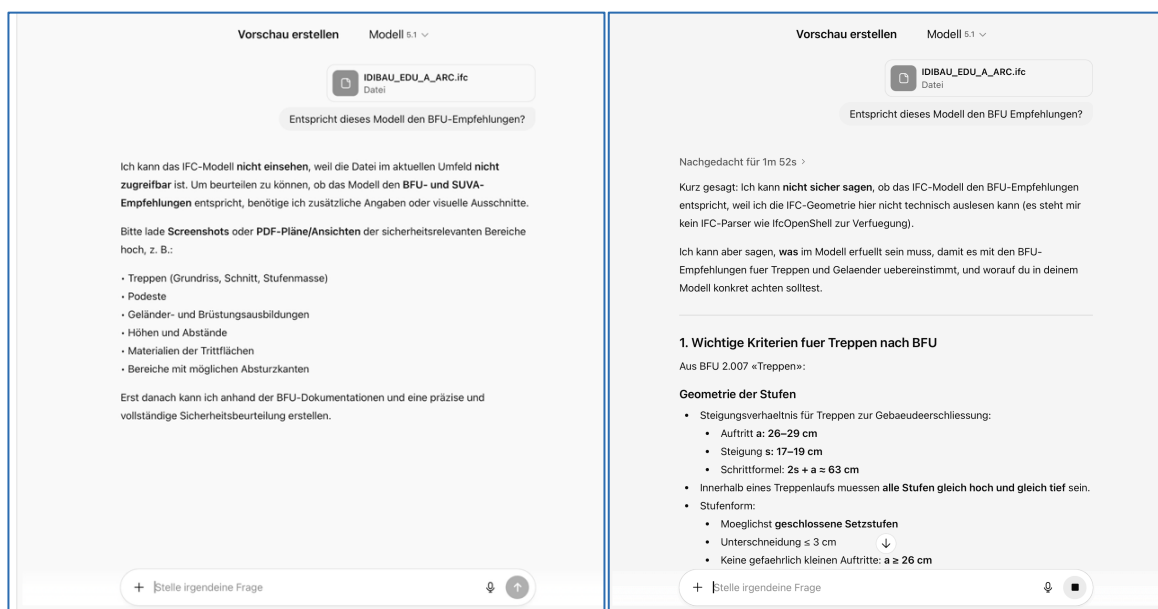 Vorschau erstellen Modell 5.1
IDIBAU_EDU_A_ARC.ifc
Datei
Entspricht dieses Modell den BFU-Empfehlungen?
Ich kann das IFC-Modell nicht einsehen, weil die Datei im aktuellen Umfeld nicht
zugreifbar ist. Um beurteilen zu können, ob das Modell den BFU- und SUVA-
Empfehlungen entspricht, benötige ich zusätzliche Angaben oder visuelle Ausschnitte.
Bitte lade Screenshots oder PDF-Pläne/Ansichten der sicherheitsrelevanten Bereiche
hoch, z. B.:
• Treppen (Grundriss, Schnitt, Stufenmasse)
• Podeste
• Geländer- und Brüstungsausbildungen
• Höhen und Abstände
• Materialien der Trittflächen
• Bereiche mit möglichen Absturzkanten
Erst danach kann ich anhand der BFU-Dokumentationen und eine präzise und
vollständige Sicherheitsbeurteilung erstellen.
Stelle irgendeine Frage
Vorschau erstellen Modell 5.1
IDIBAU_EDU_A_ARC.ifc
Datei
Entspricht dieses Modell den BFU Empfehlungen?
Nachgedacht für 1m 52s >
Kurz gesagt: Ich kann nicht sicher sagen, ob das IFC-Modell den BFU-Empfehlungen
entspricht, weil ich die IFC-Geometrie hier nicht technisch auslesen kann (es steht mir
kein IFC-Parser wie IfcOpenShell zur Verfuegung).
Ich kann aber sagen, was im Modell erfuellt sein muss, damit es mit den BFU-
Empfehlungen fuer Treppen und Gelaender uebereinstimmt, und worauf du in deinem
Modell konkret achten solltest.
1. Wichtige Kriterien fuer Treppen nach BFU
Aus BFU 2.007 «Treppen»:
Geometrie der Stufen
• Steigungsverhaeltnis für Treppen zur Gebaeudeerschliessung:
• Auftritt a: 26–29 cm
• Steigung s: 17–19 cm
• Schrittformel: 2s + a ≈ 63 cm
• Innerhalb eines Treppenlaufs muessen alle Stufen gleich hoch und gleich tief sein.
• Stufenform:
• Moeglichst geschlossene Setzstufen
• Unterschneidung ≤ 3 cm
• Keine gefaehrlich kleinen Auftritte: a ≥ 26 cm
Stelle irgendeine Frage